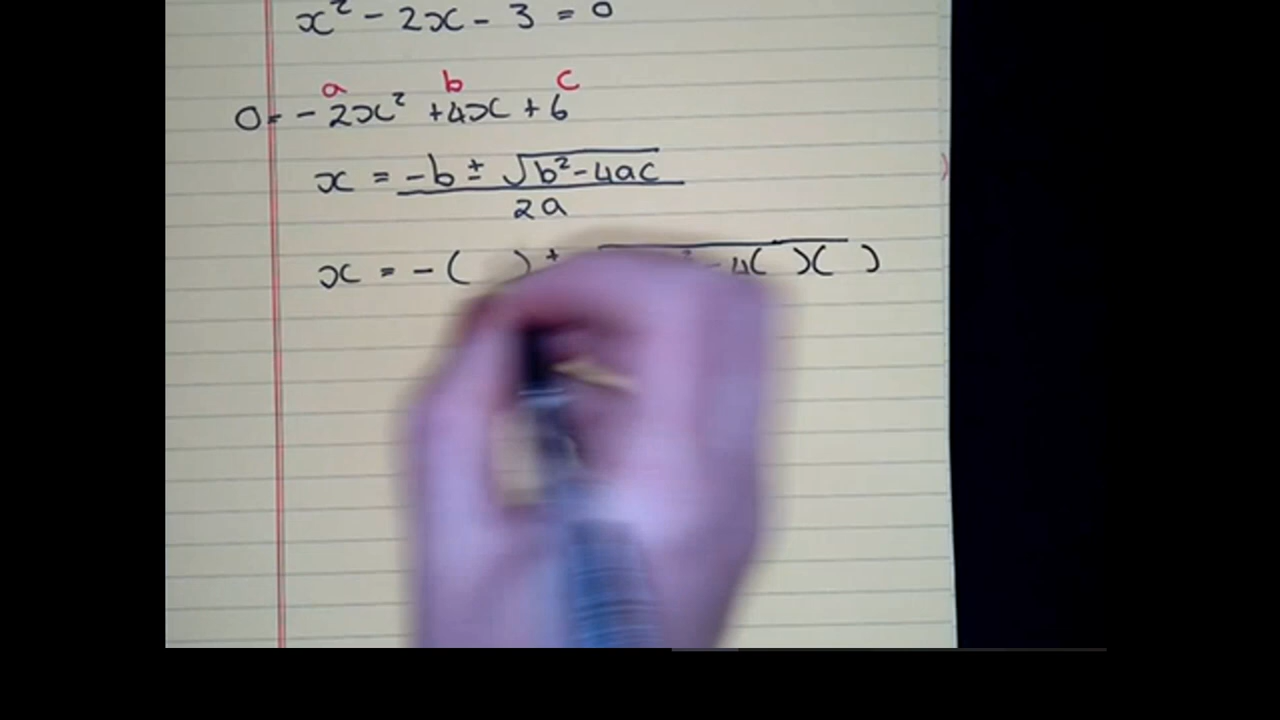 x² - 2x - 3 = 0
a b c
0 = -2x² + 4x + 6
x = -b ± √b² - 4ac
2a
x = -( ) ± - 4( )( )